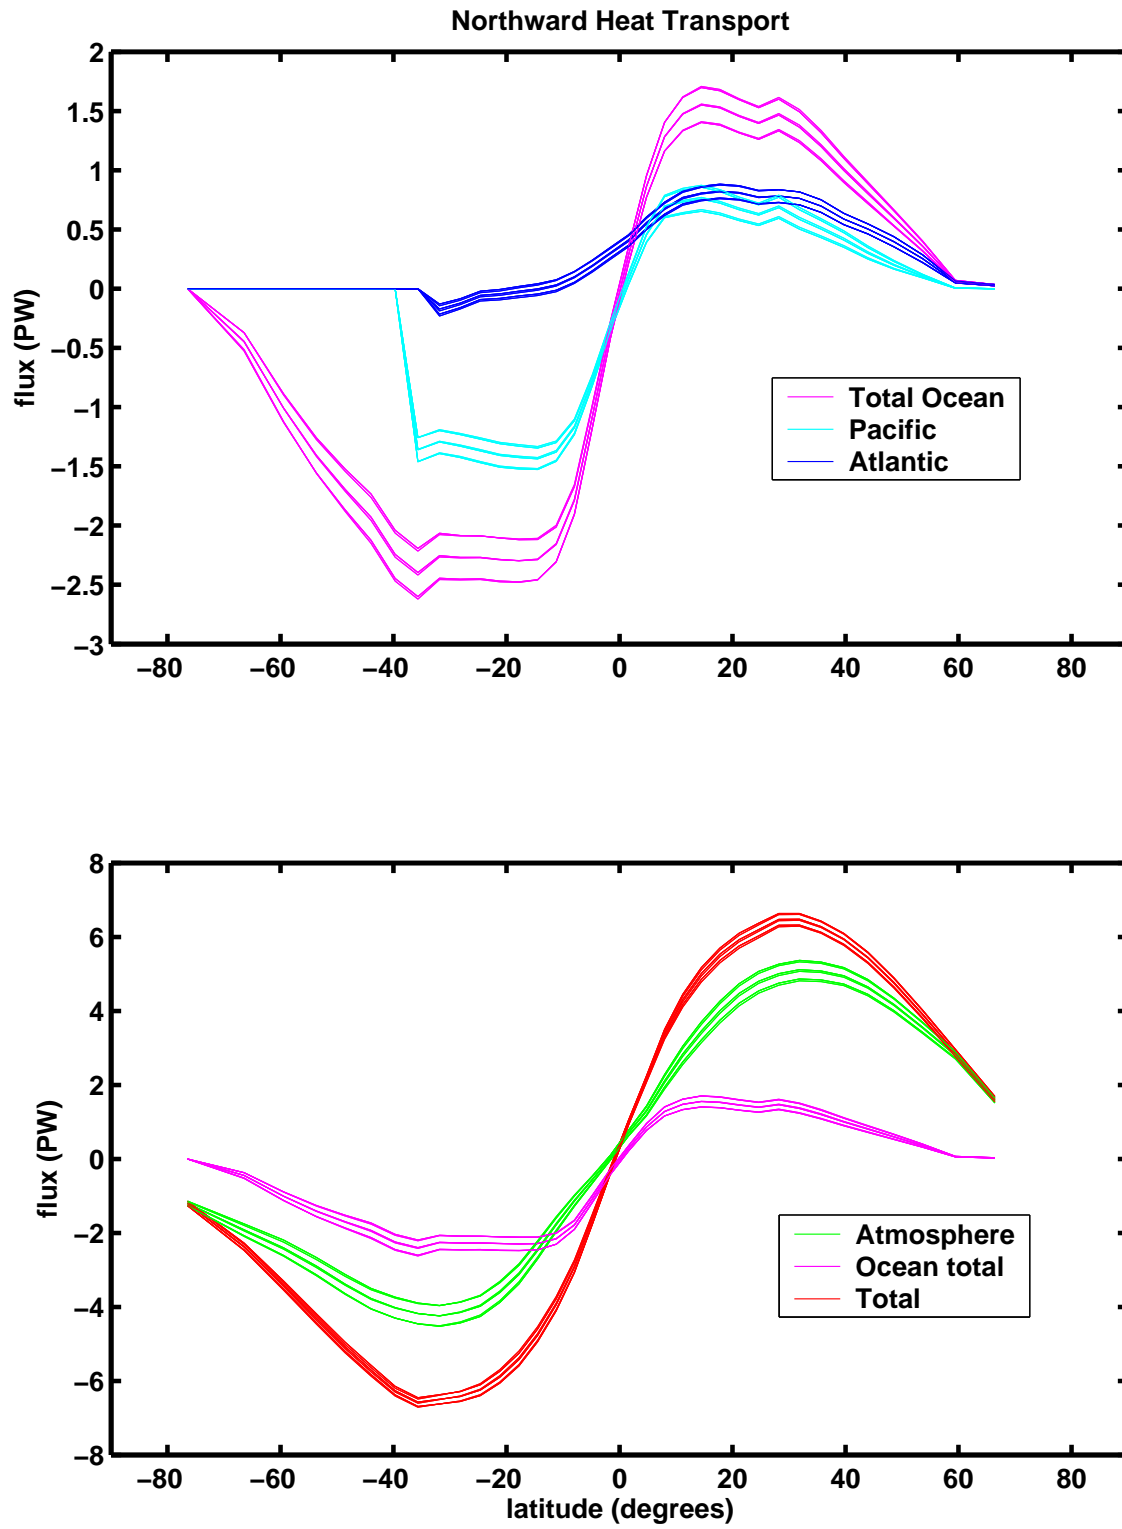 Northward Heat Transport
2
1.5
1
0.5
0
−0.5
−1
−1.5
−2
−2.5
−3
flux (PW)
−80 −60 −40 −20 0 20 40 60 80
Total Ocean
Pacific
Atlantic
8
6
4
2
0
−2
−4
−6
−8
flux (PW)
−80 −60 −40 −20 0 20 40 60 80
latitude (degrees)
Atmosphere
Ocean total
Total